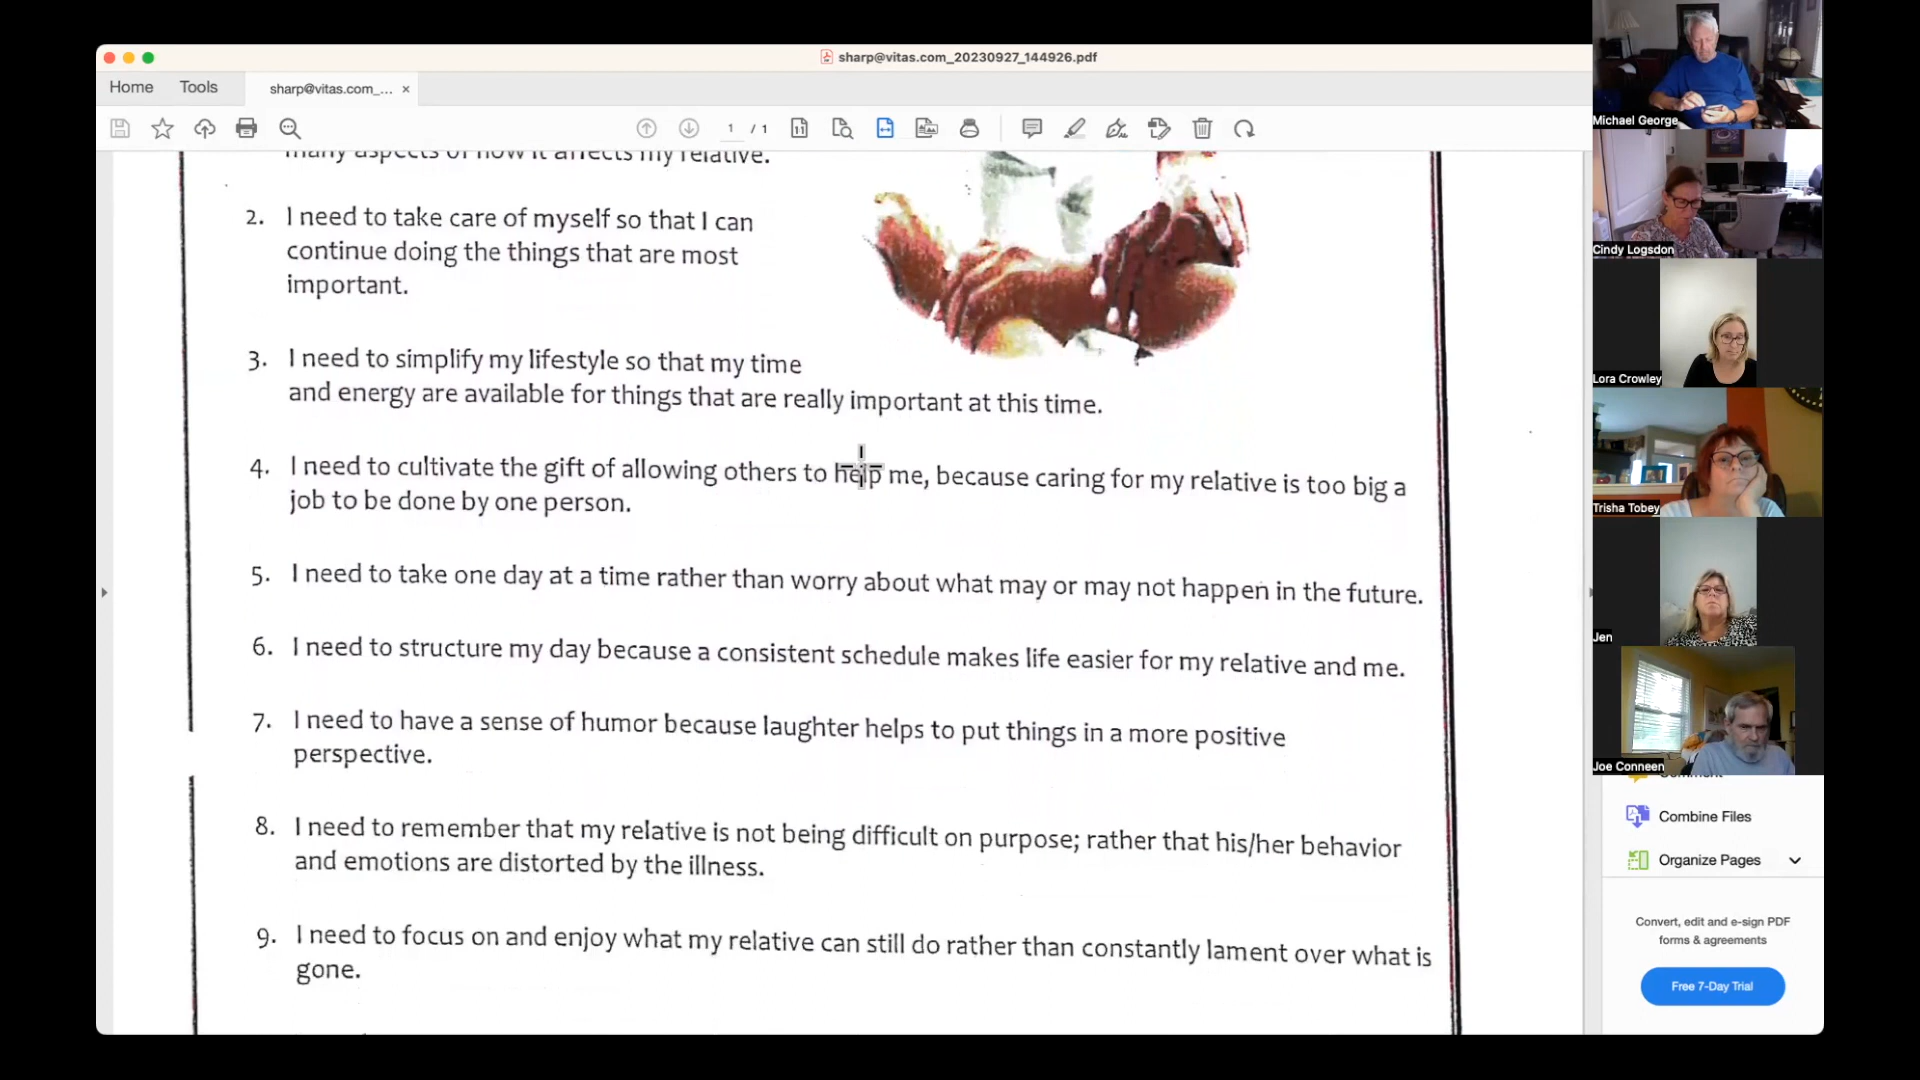 sharp@vitas.com_20230927_144926.pdf
Home
Tools
sharp@vitas.com_...
1 / 1
many aspects of how it affects my relative.
2. I need to take care of myself so that I can
continue doing the things that are most
important.
3. I need to simplify my lifestyle so that my time
and energy are available for things that are really important at this time.
4. I need to cultivate the gift of allowing others to help me, because caring for my relative is too big a
job to be done by one person.
5. I need to take one day at a time rather than worry about what may or may not happen in the future.
6. I need to structure my day because a consistent schedule makes life easier for my relative and me.
7. I need to have a sense of humor because laughter helps to put things in a more positive
perspective.
8. I need to remember that my relative is not being difficult on purpose; rather that his/her behavior
and emotions are distorted by the illness.
9. I need to focus on and enjoy what my relative can still do rather than constantly lament over what is
gone.
Michael George
Cindy Logsdon
Lora Crowley
Trisha Tobey
Jen
Joe Conneen
Comment
Combine Files
Organize Pages
Convert, edit and e-sign PDF
forms & agreements
Free 7-Day Trial